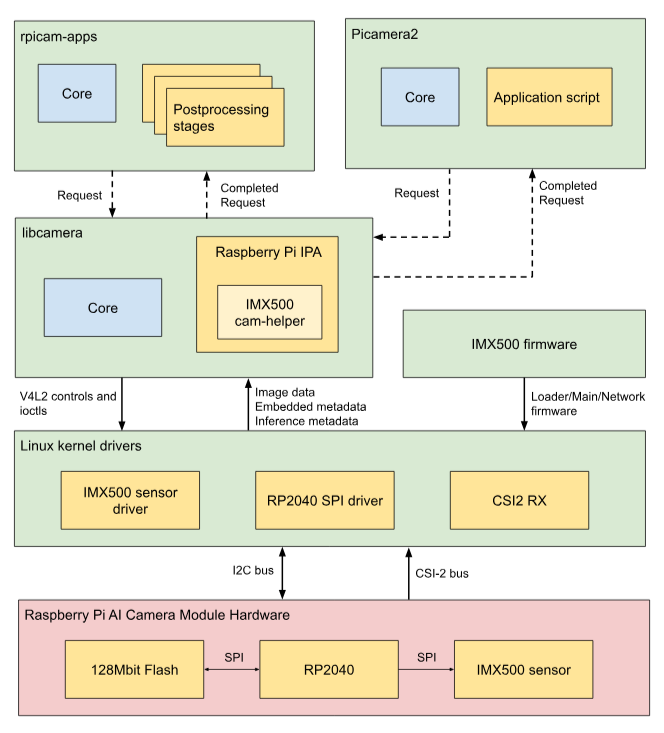 rpicam-apps
Core
Postprocessing
stages
Picamera2
Core
Application script
Request
Completed
Request
Request
Completed
Request
libcamera
Core
Raspberry Pi IPA
IMX500
cam-helper
IMX500 firmware
V4L2 controls and
ioctls
Image data
Embedded metadata
Inference metadata
Loader/Main/Network
firmware
Linux kernel drivers
IMX500 sensor
driver
RP2040 SPI driver
CSI2 RX
I2C bus
CSI-2 bus
Raspberry Pi AI Camera Module Hardware
128Mbit Flash
SPI
RP2040
SPI
IMX500 sensor